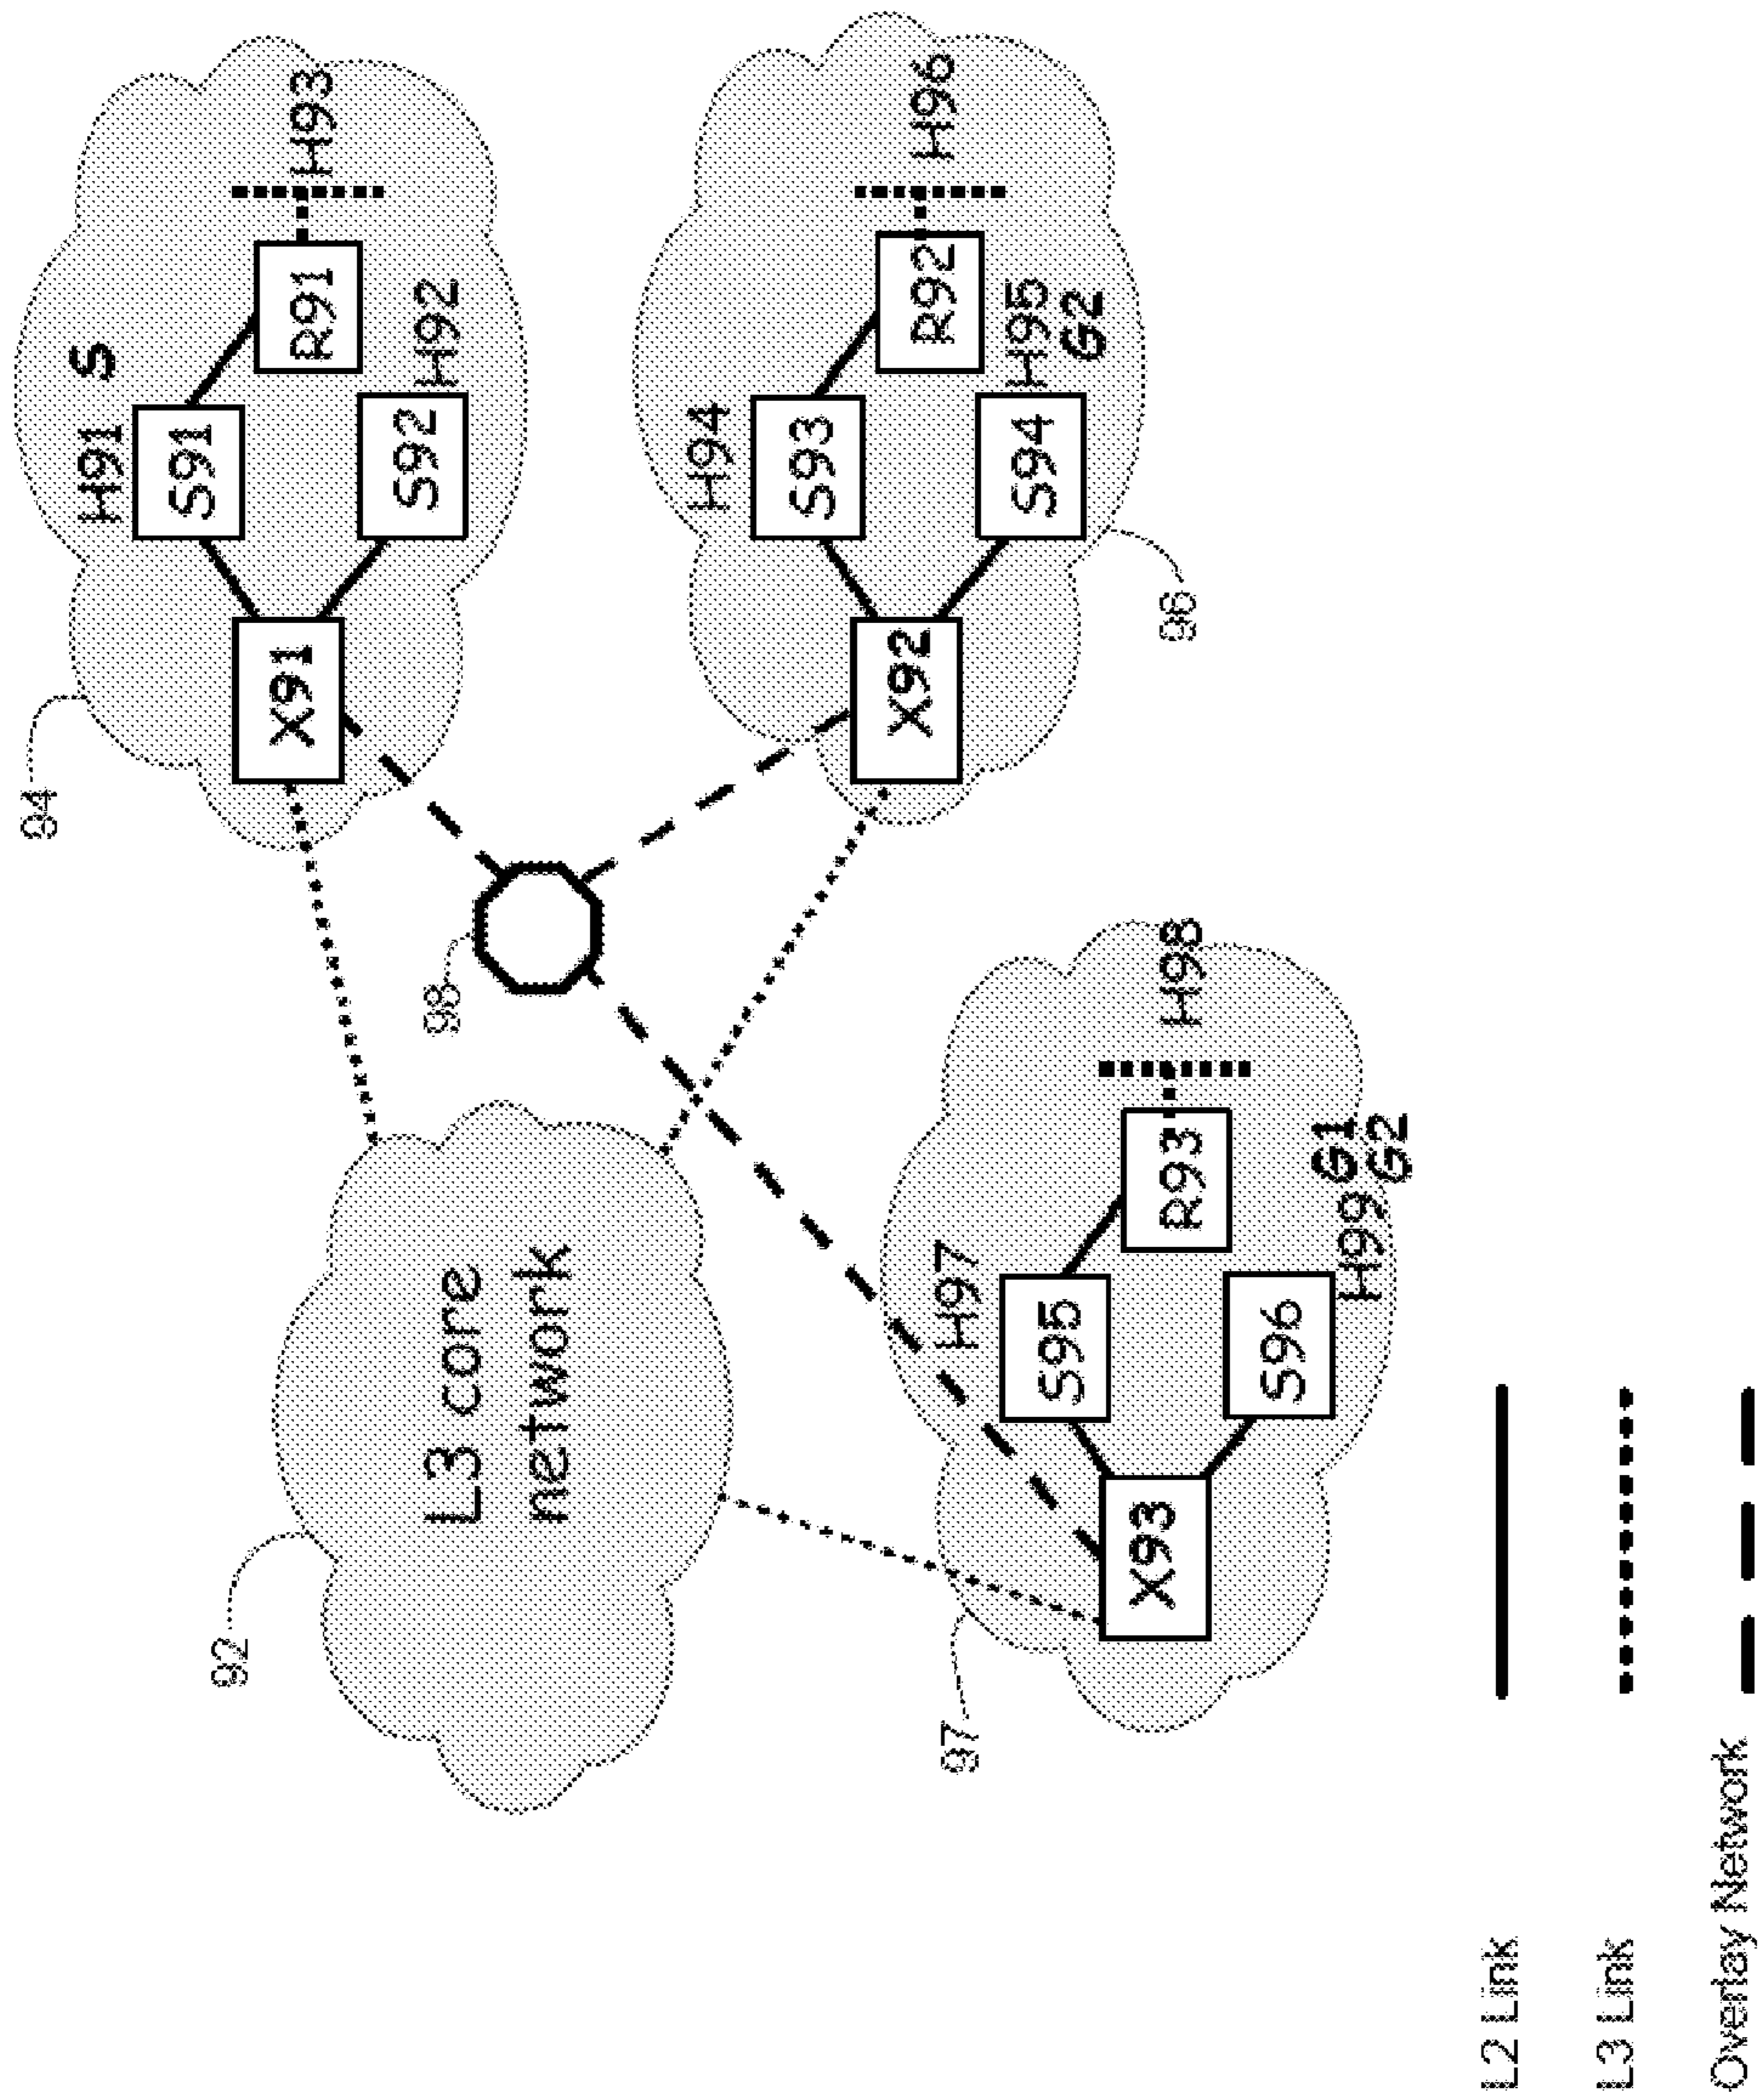 94
H91 S
S91
X91
R91
H93
S92
H92
98
92
L3 core
network
H94
S93
X92
R92
H96
S94
H95
G2
96
97
H97
S95
X93
R93
H98
S96
H99 G1
G2
L2 Link
L3 Link
Overlay Network